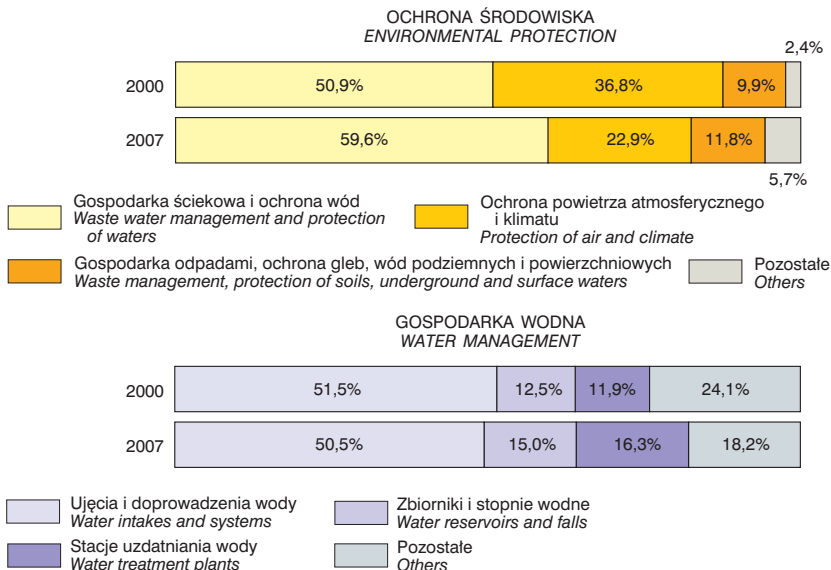 OCHRONA ŚRODOWISKA
ENVIRONMENTAL PROTECTION
2,4%
2000 50,9% 36,8% 9,9%
2007 59,6% 22,9% 11,8%
5,7%
Gospodarka ściekowa i ochrona wód
Waste water management and protection
of waters
Ochrona powietrza atmosferycznego
i klimatu
Protection of air and climate
Gospodarka odpadami, ochrona gleb, wód podziemnych i powierzchniowych
Waste management, protection of soils, underground and surface waters
Pozostałe
Others
GOSPODARKA WODNA
WATER MANAGEMENT
2000 51,5% 12,5% 11,9% 24,1%
2007 50,5% 15,0% 16,3% 18,2%
Ujęcia i doprowadzenia wody
Water intakes and systems
Zbiorniki i stopnie wodne
Water reservoirs and falls
Stacje uzdatniania wody
Water treatment plants
Pozostałe
Others